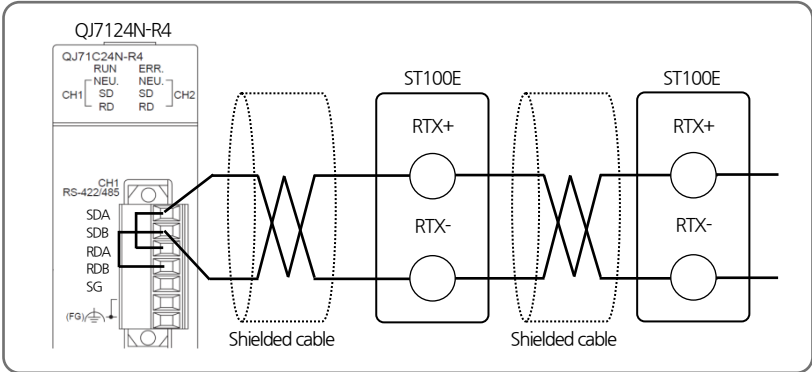 QJ7124N-R4
QJ71C24N-R4
RUN ERR.
NEU. NEU.
CH1 SD SD CH2
RD RD
CH1
RS-422/485
SDA
SDB
RDA
RDB
SG
(FG)
ST100E
RTX+
RTX-
Shielded cable
ST100E
RTX+
RTX-
Shielded cable